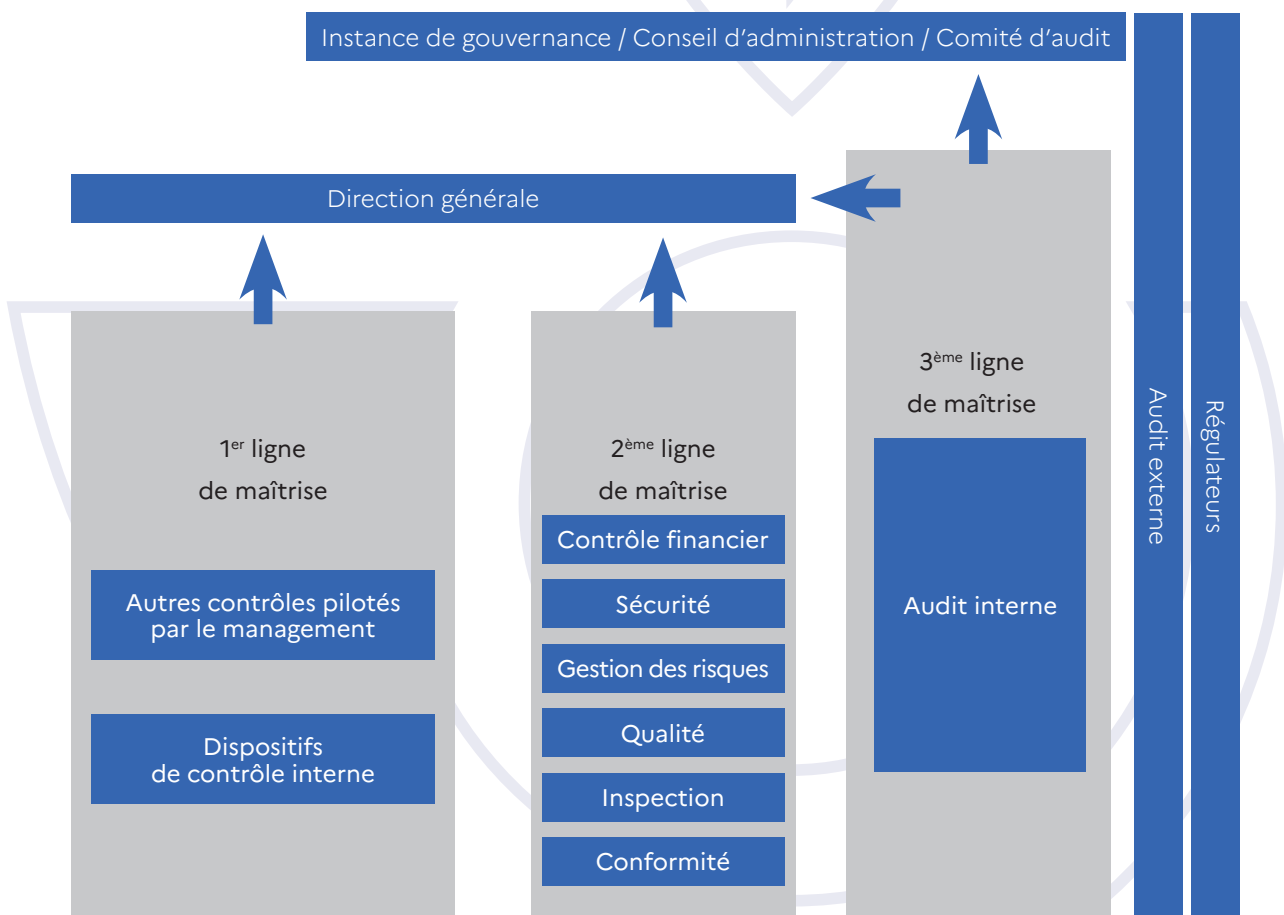 Instance de gouvernance / Conseil d’administration / Comité d’audit
Direction générale
1er ligne
de maîtrise
Autres contrôles pilotés
par le management
Dispositifs
de contrôle interne
2ème ligne
de maîtrise
Contrôle financier
Sécurité
Gestion des risques
Qualité
Inspection
Conformité
3ème ligne
de maîtrise
Audit interne
Audit externe
Régulateurs